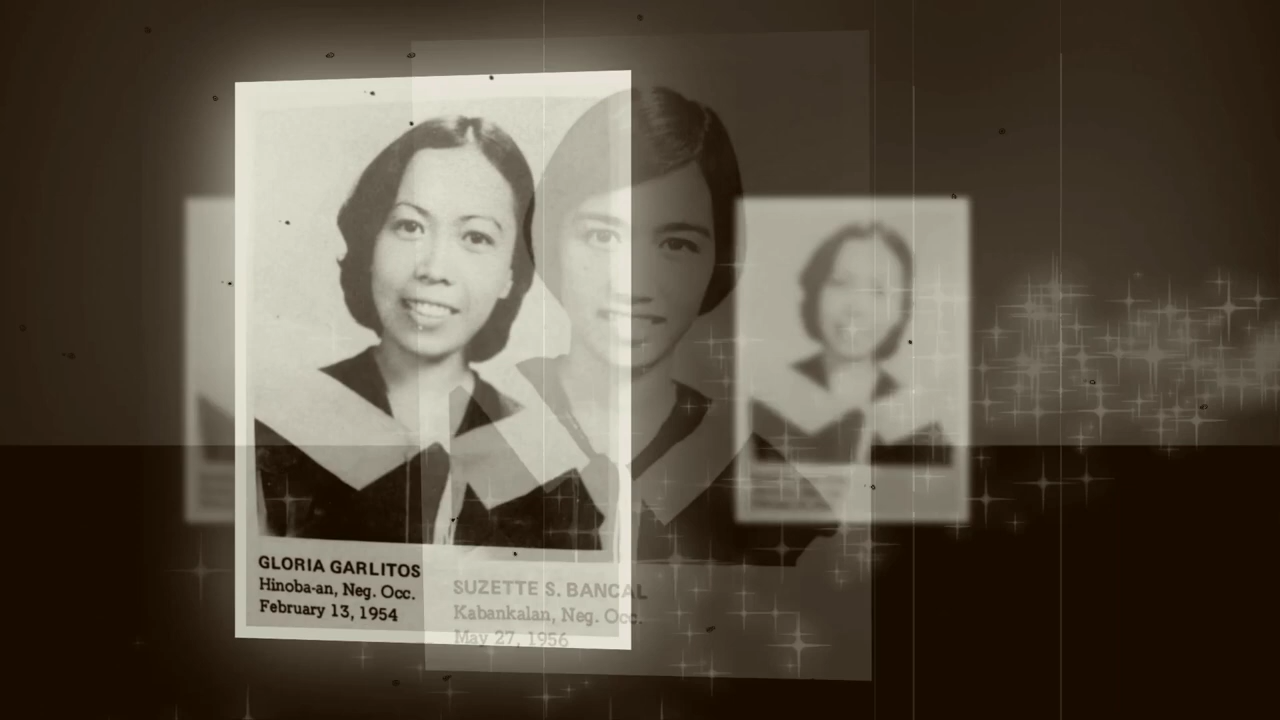 GLORIA GARLITOS
Hinoba-an, Neg. Occ.
February 13, 1954
SUZETTE S. BANCAL
Kabankalan, Neg. Occ.
May 27, 1956